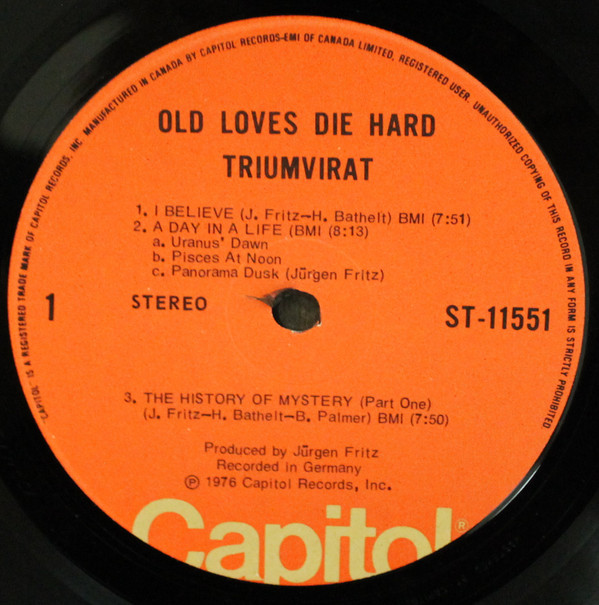 "CAPITOL" IS A REGISTERED TRADE MARK OF CAPITOL RECORDS, INC. MANUFACTURED IN CANADA BY CAPITOL RECORDS-EMI OF CANADA LIMITED, REGISTERED USER. UNAUTHORIZED COPYING OF THIS RECORD IN ANY FORM IS STRICTLY PROHIBITED
OLD LOVES DIE HARD
TRIUMVIRAT
1. I BELIEVE (J. Fritz–H. Bathelt) BMI (7:51)
2. A DAY IN A LIFE (BMI (8:13)
a. Uranus' Dawn
b. Pisces At Noon
c. Panorama Dusk (Jürgen Fritz)
1 STEREO ST-11551
3. THE HISTORY OF MYSTERY (Part One)
(J. Fritz–H. Bathelt–B. Palmer) BMI (7:50)
Produced by Jürgen Fritz
Recorded in Germany
℗ 1976 Capitol Records, Inc.
Capitol®